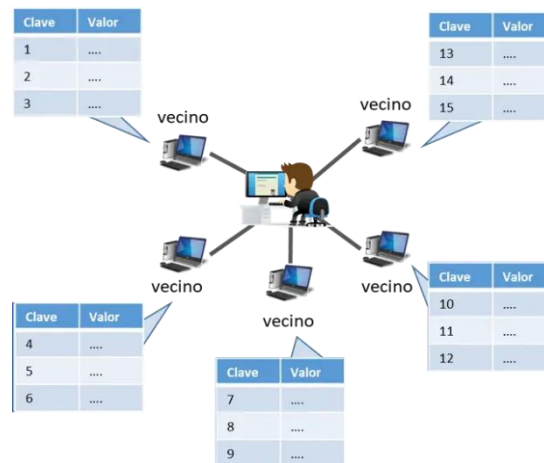 Clave Valor
1 ....
2 ....
3 ....
Clave Valor
13 ....
14 ....
15 ....
vecino
vecino
vecino
vecino
vecino
Clave Valor
4 ....
5 ....
6 ....
Clave Valor
10 ....
11 ....
12 ....
Clave Valor
7 ....
8 ....
9 ....